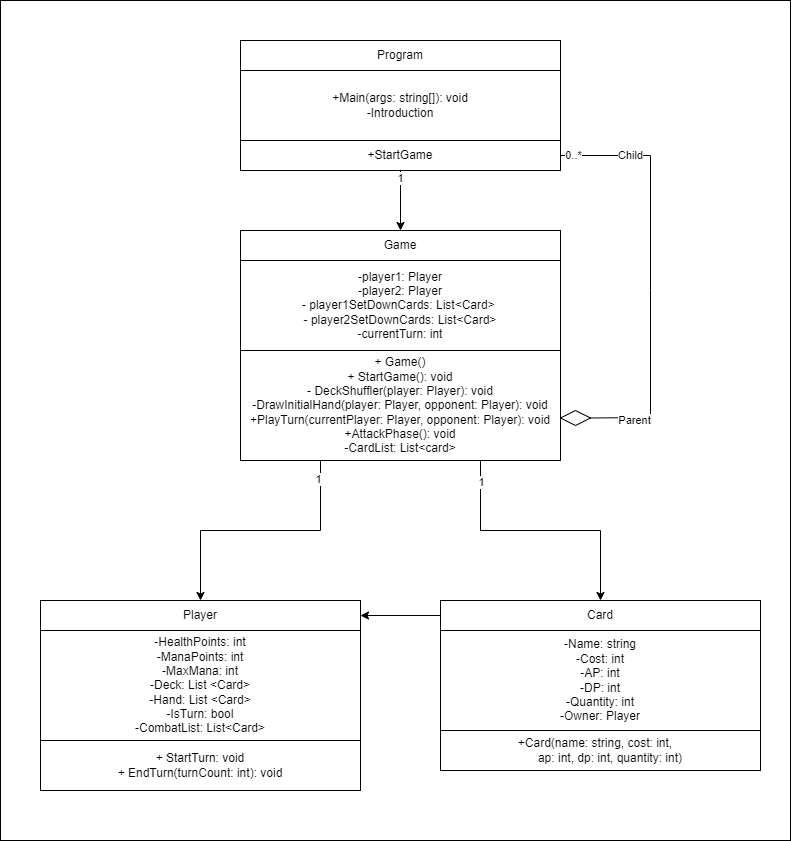 Program
+Main(args: string[]): void
-Introduction
+StartGame
0..*
Child
1
Game
-player1: Player
-player2: Player
- player1SetDownCards: List<Card>
- player2SetDownCards: List<Card>
-currentTurn: int
+ Game()
+ StartGame(): void
- DeckShuffler(player: Player): void
-DrawInitialHand(player: Player, opponent: Player): void
+PlayTurn(currentPlayer: Player, opponent: Player): void
+AttackPhase(): void
-CardList: List<card>
Parent
1
1
Player
-HealthPoints: int
-ManaPoints: int
-MaxMana: int
-Deck: List <Card>
-Hand: List <Card>
-IsTurn: bool
-CombatList: List<Card>
+ StartTurn: void
+ EndTurn(turnCount: int): void
Card
-Name: string
-Cost: int
-AP: int
-DP: int
-Quantity: int
-Owner: Player
+Card(name: string, cost: int,
ap: int, dp: int, quantity: int)